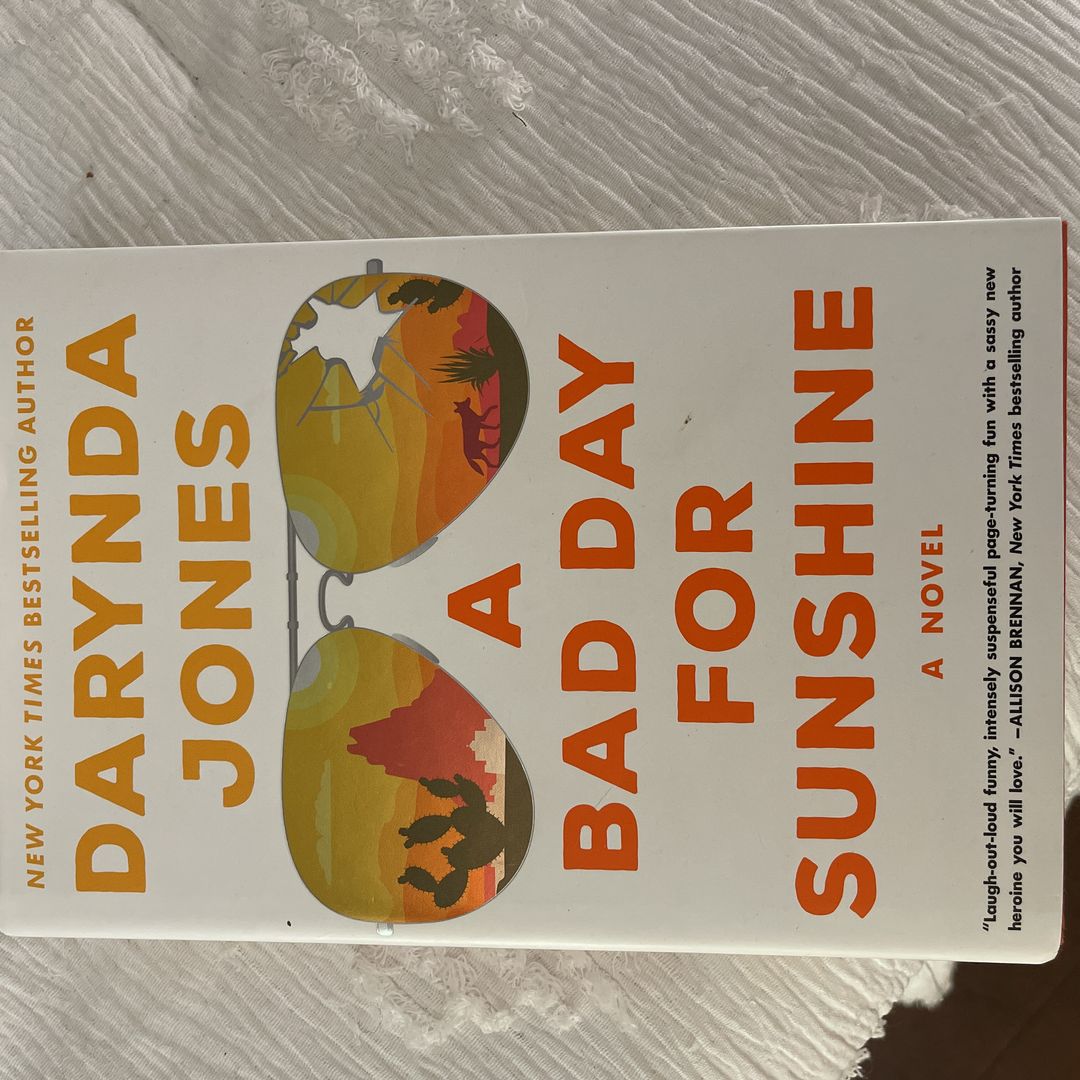 NEW YORK TIMES BESTSELLING AUTHOR
DARYNDA
JONES
A
BAD DAY
FOR
SUNSHINE
A NOVEL
“Laugh-out-loud funny, intensely suspenseful page-turning fun with a sassy new
heroine you will love.” –ALLISON BRENNAN, New York Times bestselling author